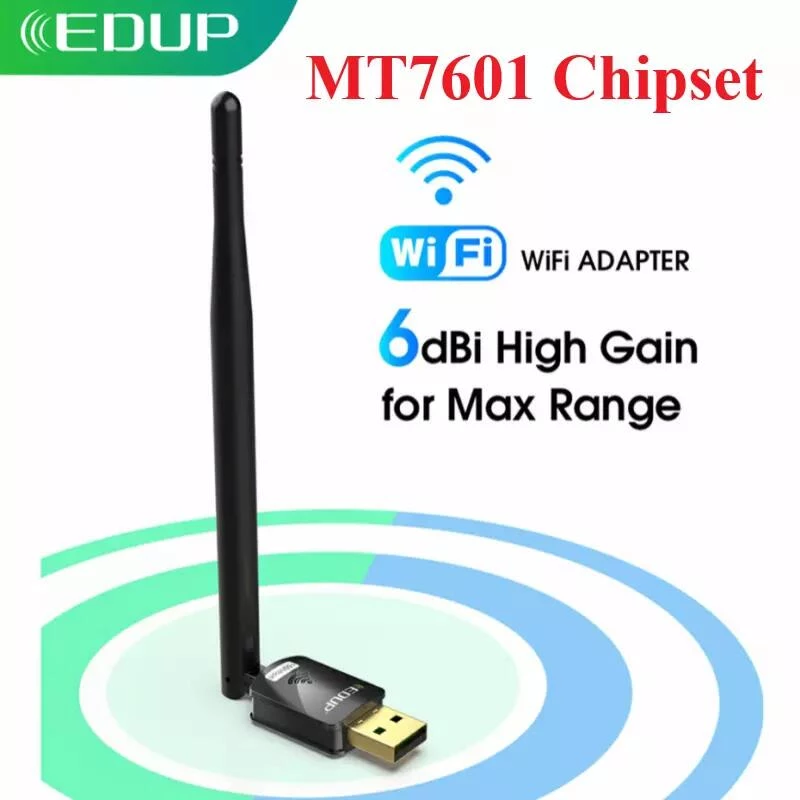 EDUP
MT7601 Chipset
Wi Fi
WiFi ADAPTER
6dBi High Gain
for Max Range
EDUP